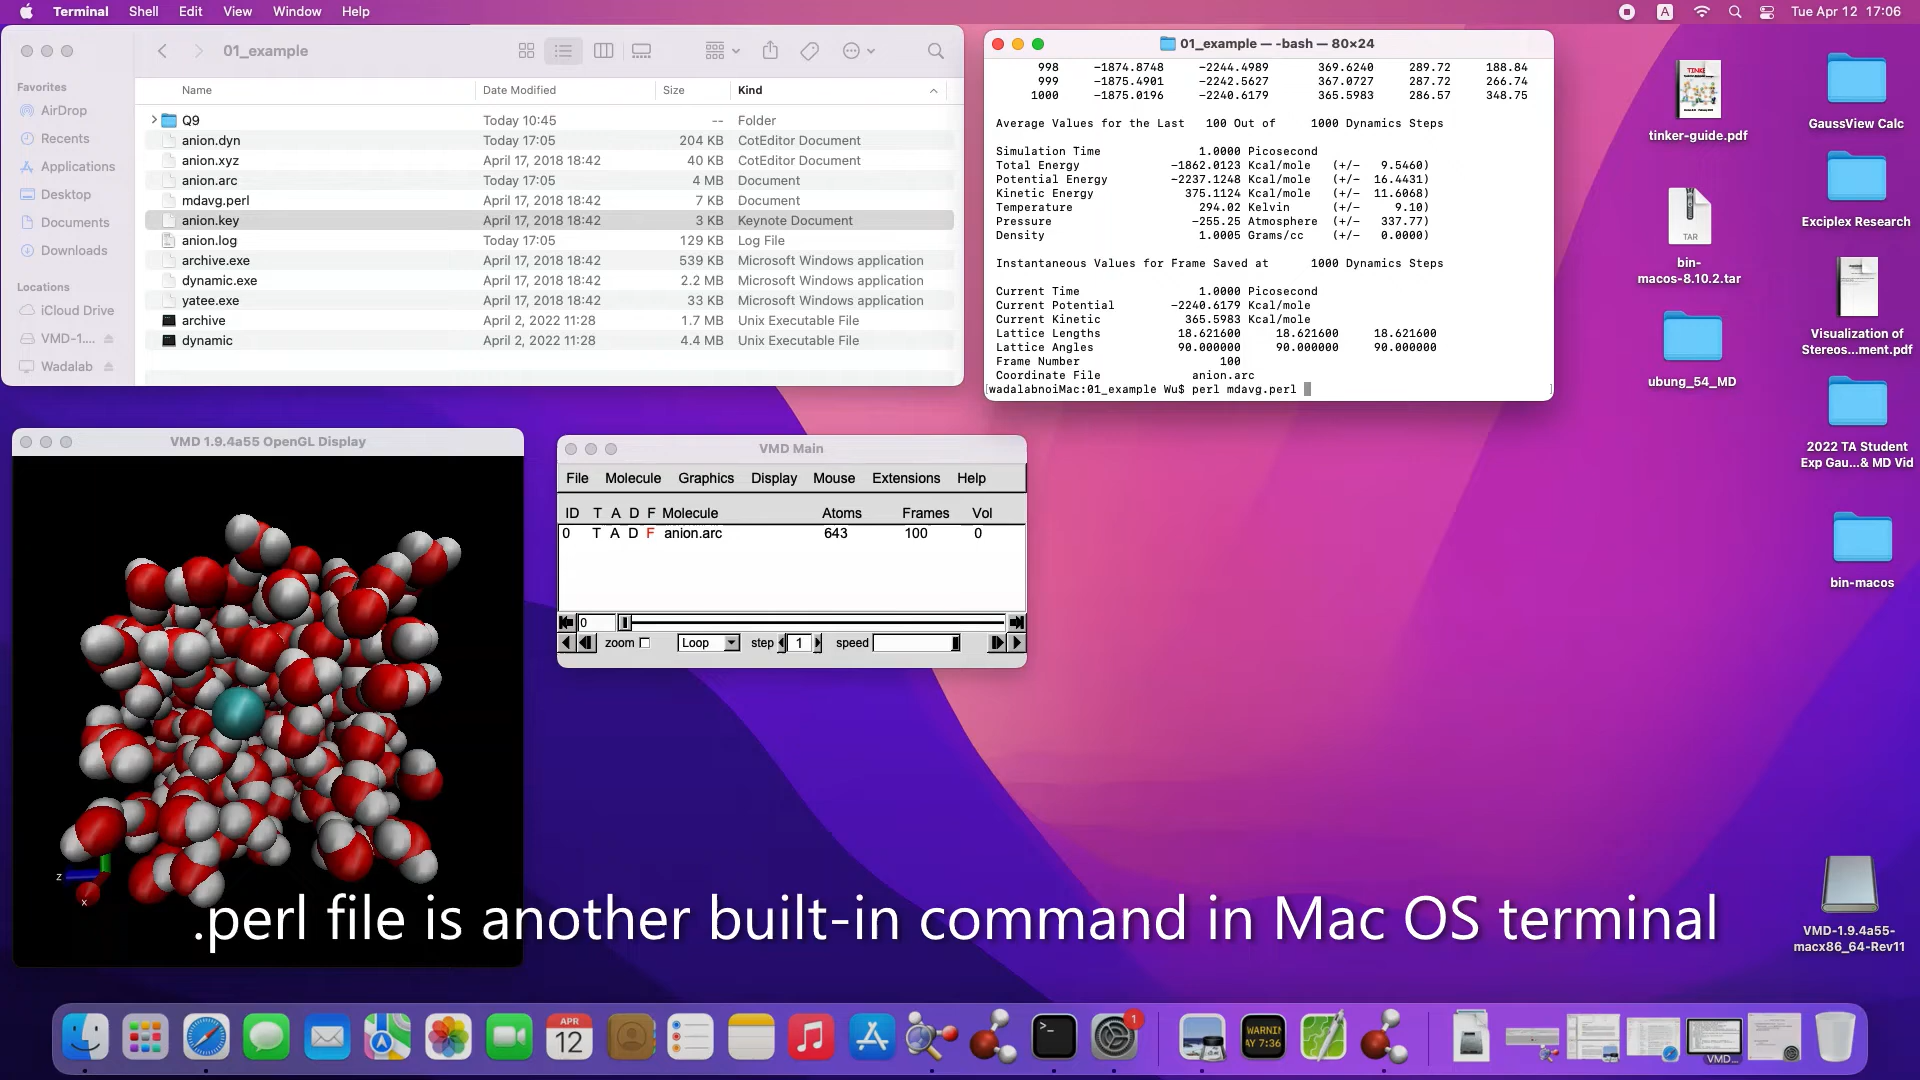 Terminal Shell Edit View Window Help
A Tue Apr 12 17:06
01_example
Favorites
AirDrop
Recents
Applications
Desktop
Documents
Downloads
Locations
iCloud Drive
VMD-1....
Wadalab
Name Date Modified Size Kind
Q9 Today 10:45 -- Folder
anion.dyn Today 17:05 204 KB CotEditor Document
anion.xyz April 17, 2018 18:42 40 KB CotEditor Document
anion.arc Today 17:05 4 MB Document
mdavg.perl April 17, 2018 18:42 7 KB Document
anion.key April 17, 2018 18:42 3 KB Keynote Document
anion.log Today 17:05 129 KB Log File
archive.exe April 17, 2018 18:42 539 KB Microsoft Windows application
dynamic.exe April 17, 2018 18:42 2.2 MB Microsoft Windows application
yatee.exe April 17, 2018 18:42 33 KB Microsoft Windows application
archive April 2, 2022 11:28 1.7 MB Unix Executable File
dynamic April 2, 2022 11:28 4.4 MB Unix Executable File
01_example — -bash — 80×24
998 -1874.8748 -2244.4989 369.6240 289.72 188.84
999 -1875.4901 -2242.5627 367.0727 287.72 266.74
1000 -1875.0196 -2240.6179 365.5983 286.57 348.75
Average Values for the Last 100 Out of 1000 Dynamics Steps
Simulation Time 1.0000 Picosecond
Total Energy -1862.0123 Kcal/mole (+/- 9.5460)
Potential Energy -2237.1248 Kcal/mole (+/- 16.4431)
Kinetic Energy 375.1124 Kcal/mole (+/- 11.6068)
Temperature 294.02 Kelvin (+/- 9.10)
Pressure -255.25 Atmosphere (+/- 337.77)
Density 1.0005 Grams/cc (+/- 0.0000)
Instantaneous Values for Frame Saved at 1000 Dynamics Steps
Current Time 1.0000 Picosecond
Current Potential -2240.6179 Kcal/mole
Current Kinetic 365.5983 Kcal/mole
Lattice Lengths 18.621600 18.621600 18.621600
Lattice Angles 90.000000 90.000000 90.000000
Frame Number 100
Coordinate File anion.arc
[wadalabnoiMac:01_example Wu$ perl mdavg.perl ]
TINKE
tinker-guide.pdf
GaussView Calc
TAR
bin-
macos-8.10.2.tar
Exciplex Research
Visualization of
Stereos...ment.pdf
ubung_54_MD
2022 TA Student
Exp Gau...& MD Vid
bin-macos
VMD-1.9.4a55-
macx86_64-Rev11
VMD 1.9.4a55 OpenGL Display
z
x
VMD Main
File Molecule Graphics Display Mouse Extensions Help
ID T A D F Molecule Atoms Frames Vol
0 T A D F anion.arc 643 100 0
0
zoom Loop step 1 speed
.perl file is another built-in command in Mac OS terminal
APR
12
>_
1
WARNIN
AY 7:36
VMD...